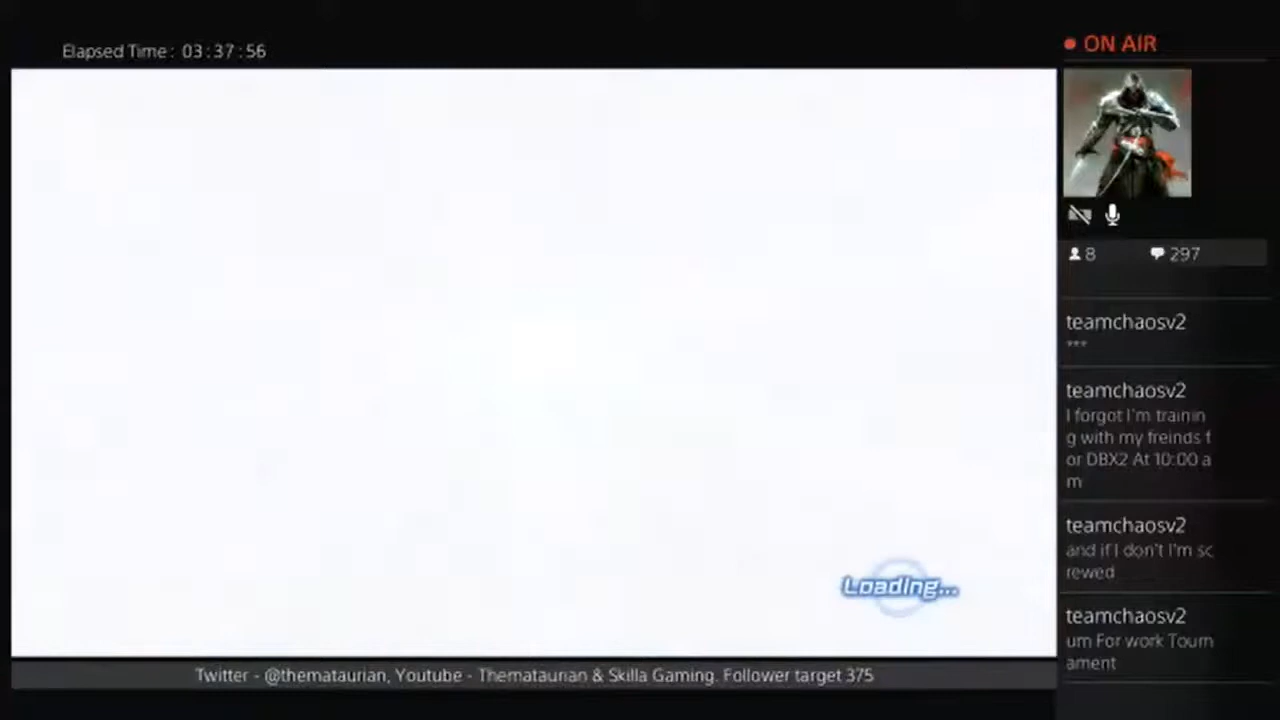 Elapsed Time: 03:37:56
ON AIR
8 297
teamchaosv2
***
teamchaosv2
I forgot I'm trainin
g with my freinds f
or DBX2 At 10:00 a
m
teamchaosv2
and if I don't I'm sc
rewed
teamchaosv2
um For work Tourn
ament
Loading...
Twitter - @themataurian, Youtube - Themataurian & Skilla Gaming. Follower target 375